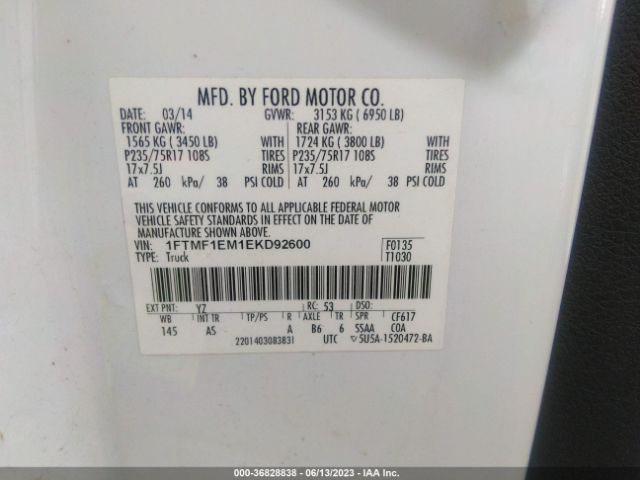 MFD. BY FORD MOTOR CO.
DATE: 03/14 GVWR: 3153 KG ( 6950 LB)
FRONT GAWR: REAR GAWR:
1565 KG ( 3450 LB) WITH 1724 KG ( 3800 LB) WITH
P235/75R17 108S TIRES P235/75R17 108S TIRES
17x7.5J RIMS 17x7.5J RIMS
AT 260 kPa/ 38 PSI COLD AT 260 kPa/ 38 PSI COLD
THIS VEHICLE CONFORMS TO ALL APPLICABLE FEDERAL MOTOR
VEHICLE SAFETY STANDARDS IN EFFECT ON THE DATE OF
MANUFACTURE SHOWN ABOVE.
VIN: 1FTMF1EM1EKD92600 F0135
TYPE: Truck T1030
EXT PNT: YZ RC: 53 DSO:
WB INT TR TP/PS R AXLE TR SPR CF617
145 AS A B6 6 SSAA COA
220140308383I UTC 5U5A-1520472-BA
000-36828838 - 06/13/2023 - IAA Inc.